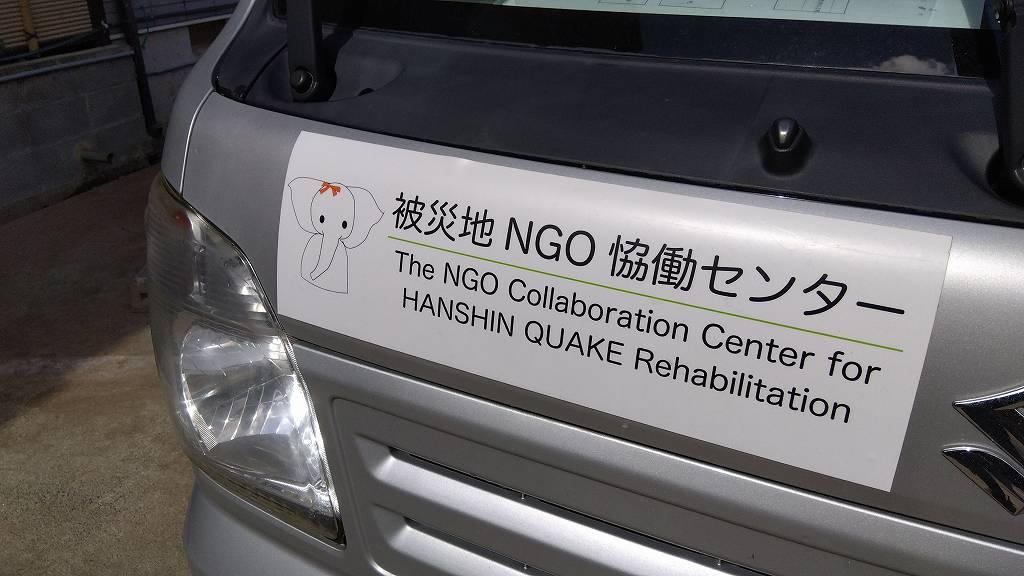 被災地 NGO 恊働センター
The NGO Collaboration Center for
HANSHIN QUAKE Rehabilitation